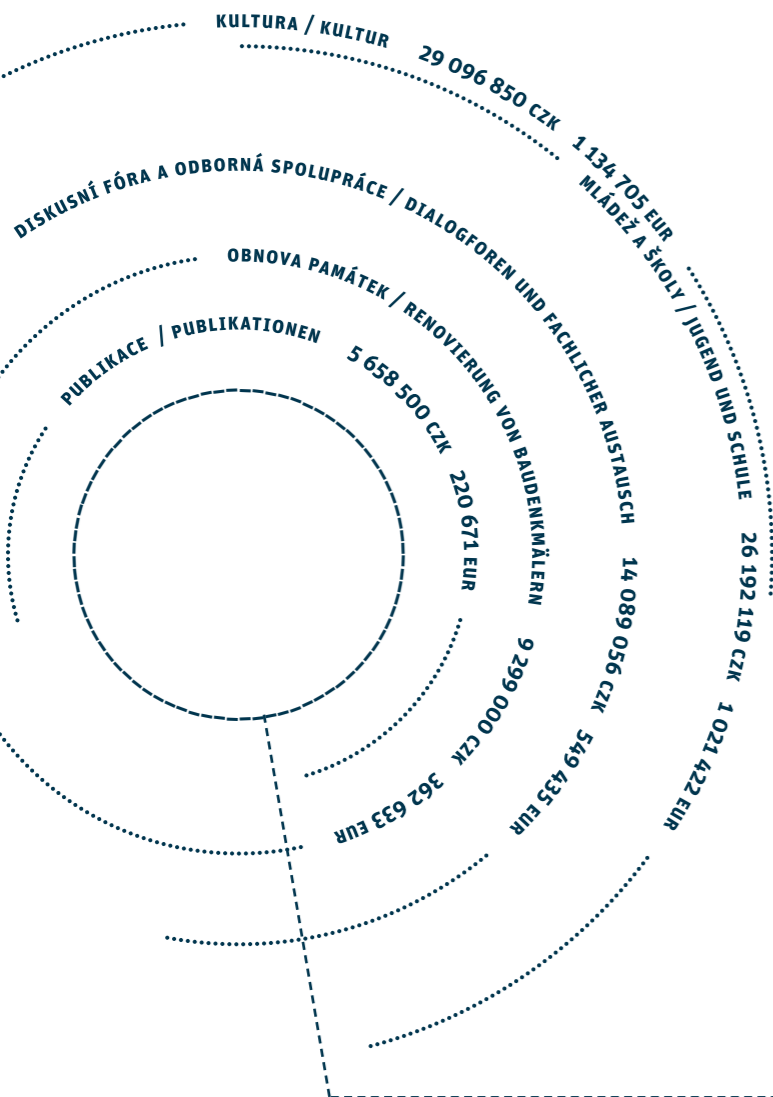 KULTURA / KULTUR 29 096 850 CZK 1 134 705 EUR
MLÁDEŽ A ŠKOLY / JUGEND UND SCHULE 26 192 119 CZK 1 021 422 EUR
DISKUSNÍ FÓRA A ODBORNÁ SPOLUPRÁCE / DIALOGFOREN UND FACHLICHER AUSTAUSCH 14 089 056 CZK 549 435 EUR
OBNOVA PAMÁTEK / RENOVIERUNG VON BAUDENKMÄLERN 9 299 000 CZK 362 633 EUR
PUBLIKACE / PUBLIKATIONEN 5 658 500 CZK 220 671 EUR